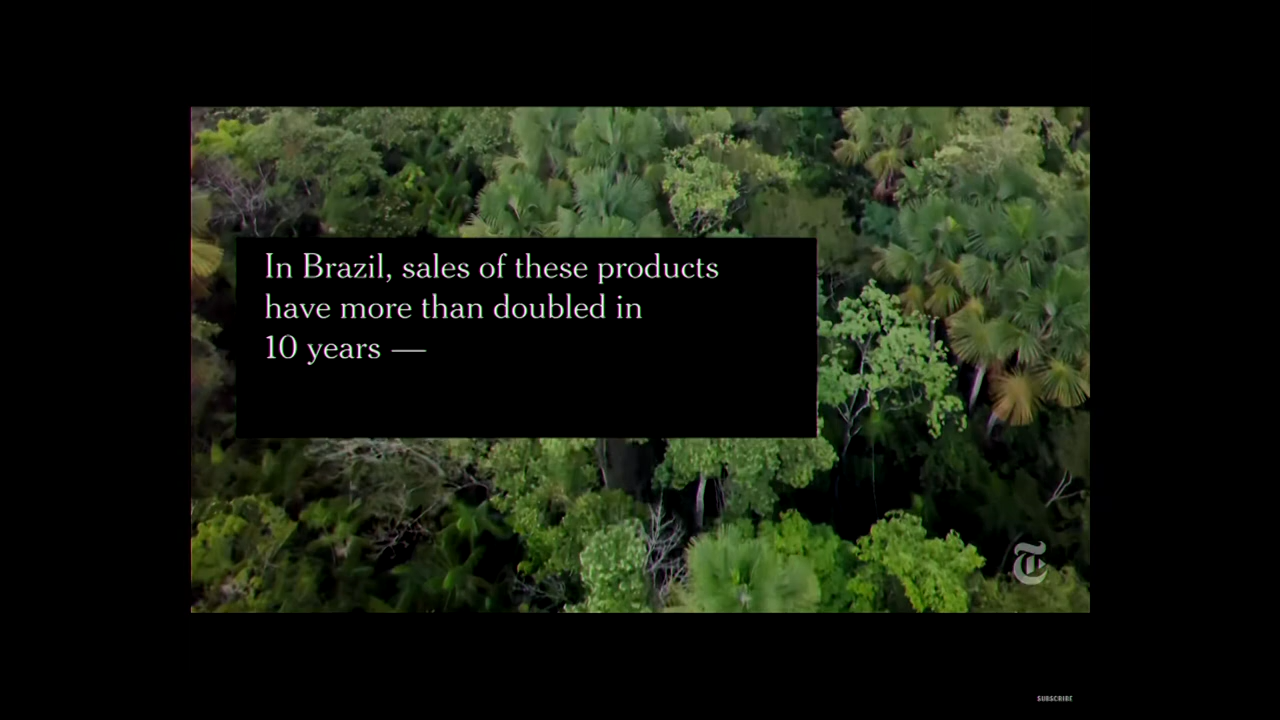 In Brazil, sales of these products
have more than doubled in
10 years —
T
SUBSCRIBE